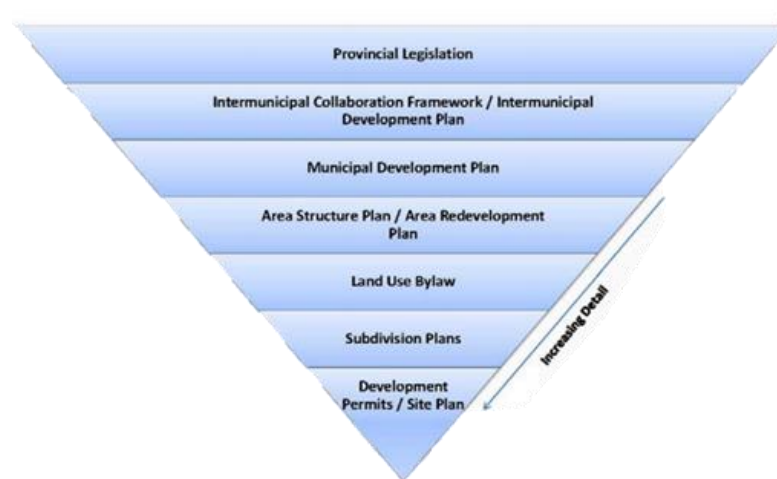 Provincial Legislation
Intermunicipal Collaboration Framework / Intermunicipal
Development Plan
Municipal Development Plan
Area Structure Plan / Area Redevelopment
Plan
Land Use Bylaw
Increasing Detail
Subdivision Plans
Development
Permits / Site Plan